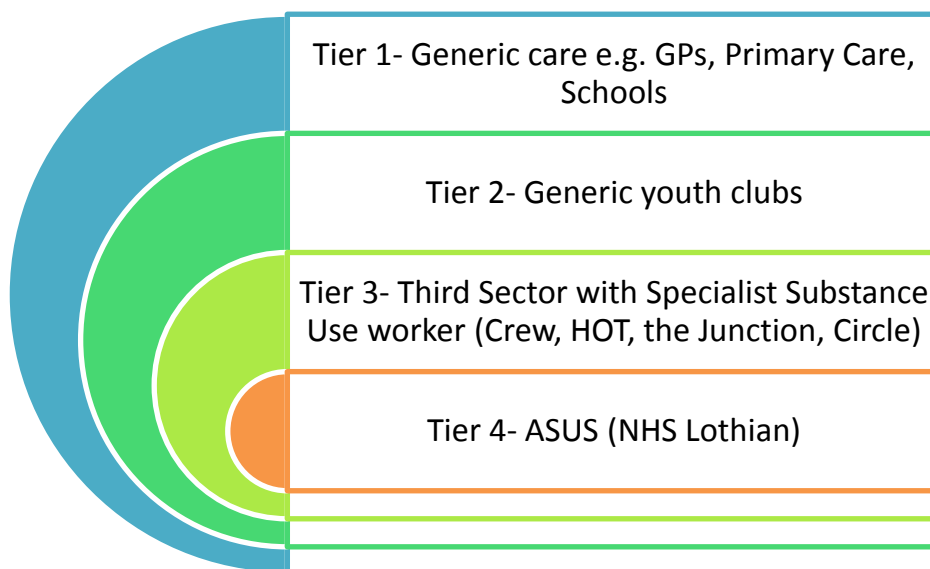 Tier 1- Generic care e.g. GPs, Primary Care,
Schools
Tier 2- Generic youth clubs
Tier 3- Third Sector with Specialist Substance
Use worker (Crew, HOT, the Junction, Circle)
Tier 4- ASUS (NHS Lothian)